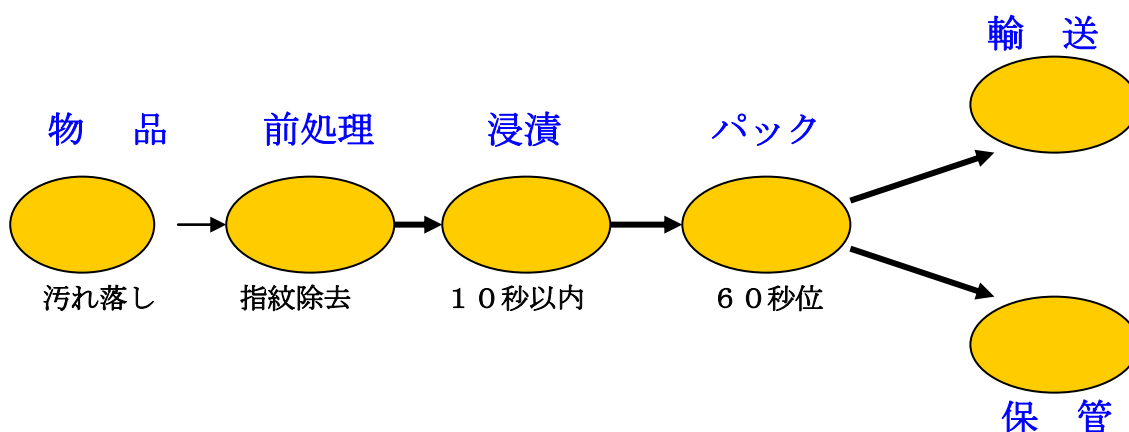 輸　送
物　品　前処理　浸漬　パック
汚れ落し　指紋除去　１０秒以内　６０秒位
保　管